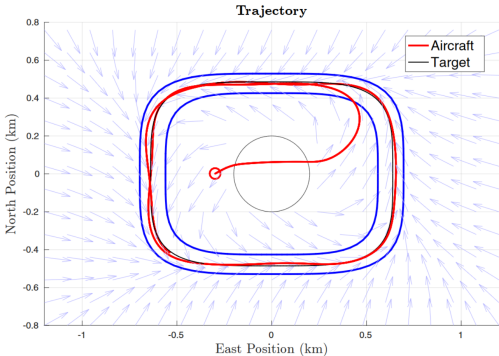 Trajectory
Aircraft
Target
North Position (km)
0.8
0.6
0.4
0.2
0
-0.2
-0.4
-0.6
-0.8
-1
-0.5
0
0.5
1
East Position (km)